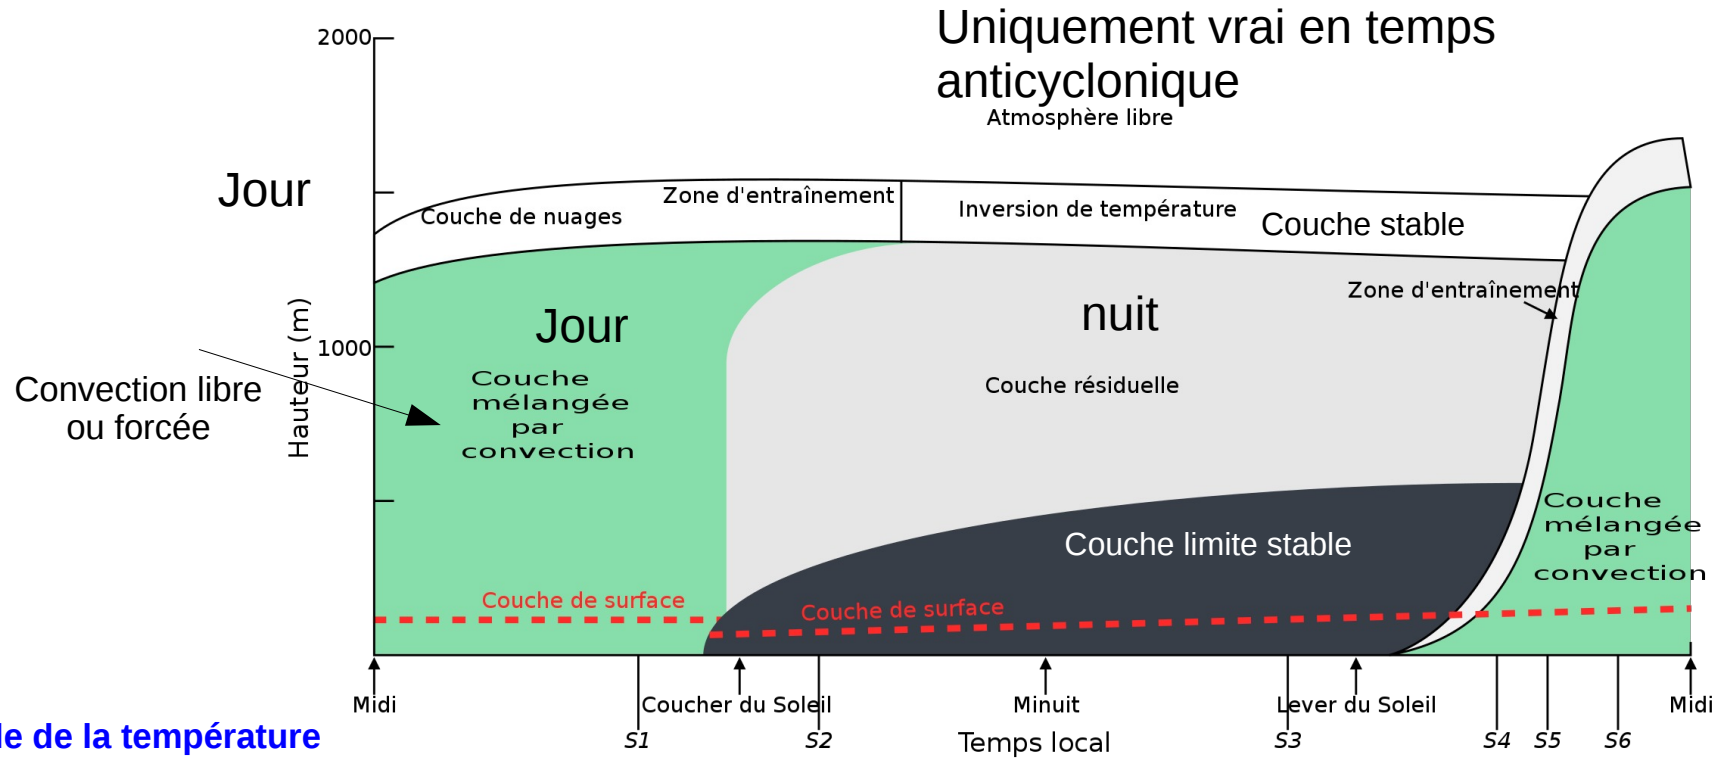 Uniquement vrai en temps
anticyclonique
2000
Atmosphère libre
Jour
Couche de nuages
Zone d'entraînement
Inversion de température
Couche stable
Zone d'entraînement
Jour
nuit
1000
Hauteur (m)
Convection libre
ou forcée
Couche
mélangée
par
convection
Couche résiduelle
Couche limite stable
Couche
mélangée
par
convection
Couche de surface
Couche de surface
Midi
Coucher du Soleil
Minuit
Lever du Soleil
Midi
le de la température
S1
S2
Temps local
S3
S4
S5
S6